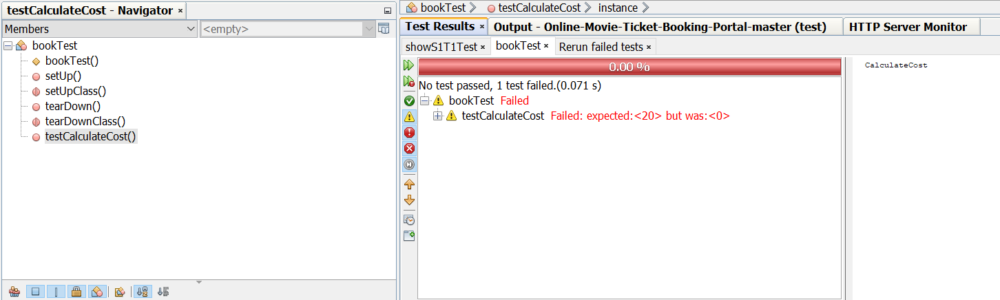 testCalculateCost - Navigator ×
Members
<empty>
bookTest
bookTest()
setUp()
setUpClass()
tearDown()
tearDownClass()
testCalculateCost()
bookTest testCalculateCost instance
Test Results × Output - Online-Movie-Ticket-Booking-Portal-master (test) HTTP Server Monitor
showS1T1Test × bookTest × Rerun failed tests ×
0.00 %
No test passed, 1 test failed.(0.071 s)
bookTest Failed
testCalculateCost Failed: expected:<20> but was:<0>
CalculateCost